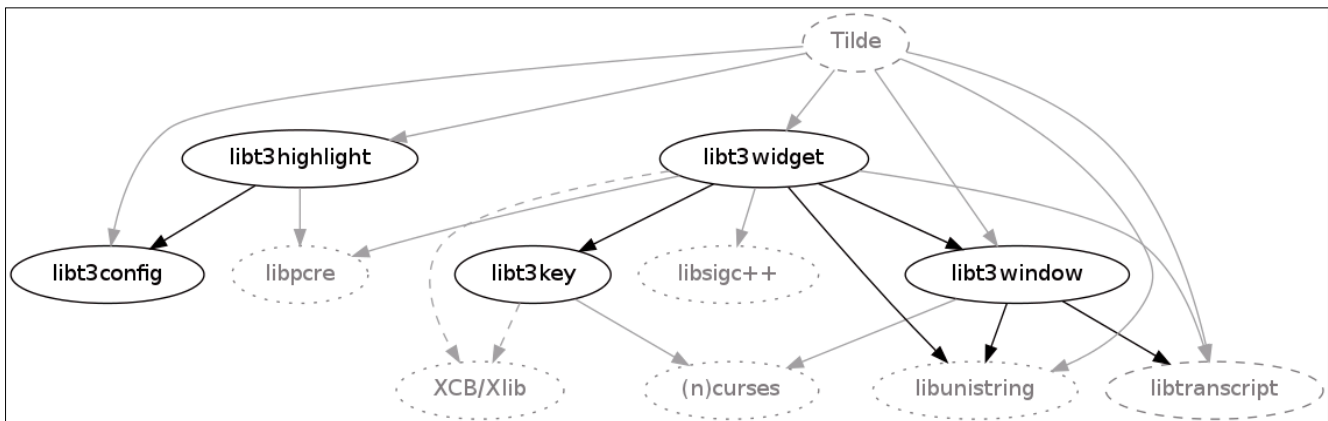 Tilde
libt3highlight
libt3widget
libt3config
libpcre
libt3key
libsigc++
libt3window
XCB/Xlib
(n)curses
libunistring
libtranscript